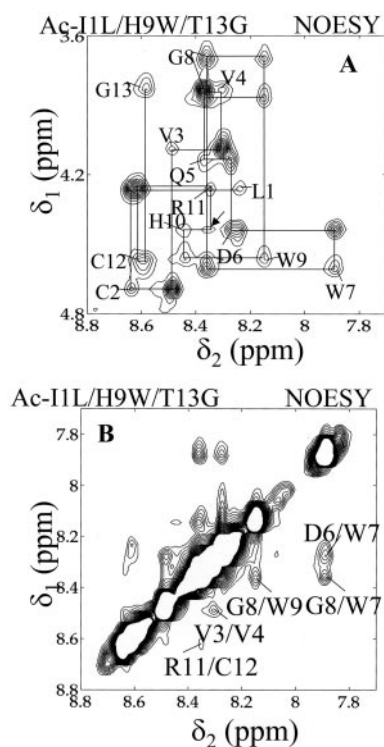 Ac-I1L/H9W/T13G NOESY
3.6
G8
A
G13
V4
V3
δ1 (ppm)
4.2
Q5
R11
L1
H10
D6
W9
C12
W7
C2
4.8
8.8 8.6 8.4 8.2 8 7.8
δ2 (ppm)
Ac-I1L/H9W/T13G NOESY
B
7.8
8
8.2
δ1 (ppm)
D6/W7
8.4
G8/W9
G8/W7
V3/V4
8.6
R11/C12
8.8
8.8 8.6 8.4 8.2 8 7.8
δ2 (ppm)